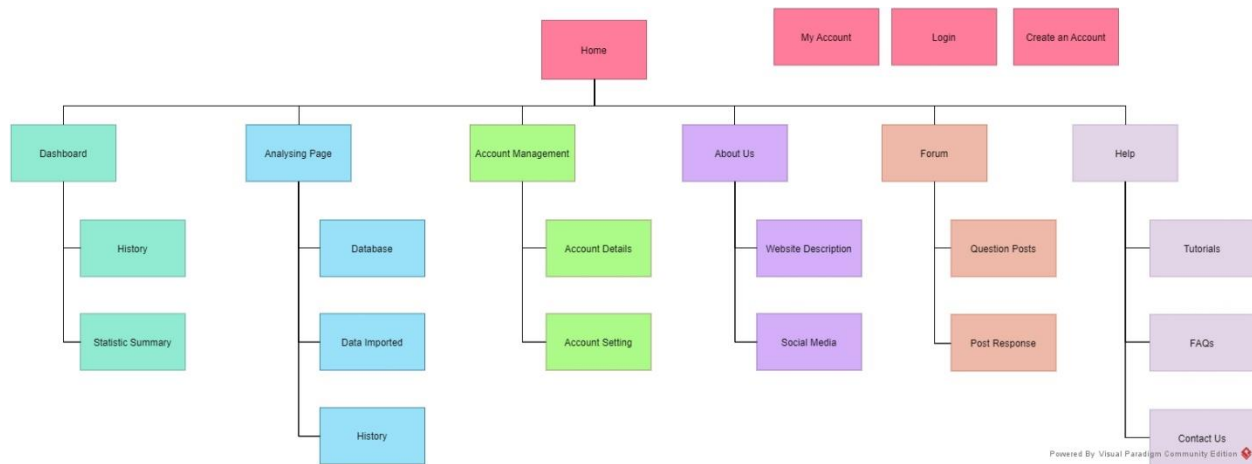 My Account
Login
Create an Account
Home
Dashboard
Analysing Page
Account Management
About Us
Forum
Help
History
Database
Account Details
Website Description
Question Posts
Tutorials
Statistic Summary
Data Imported
Account Setting
Social Media
Post Response
FAQs
History
Contact Us
Powered By Visual Paradigm Community Edition